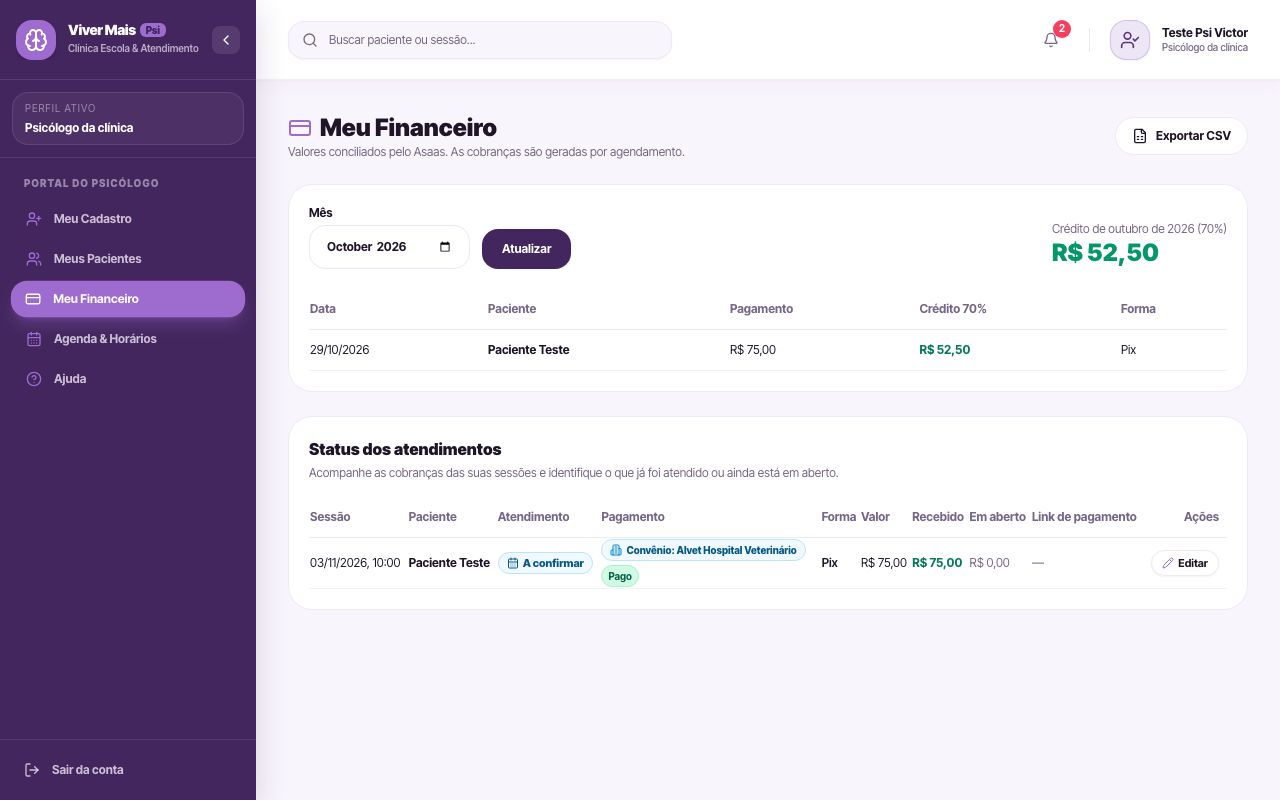 Viver Mais Psi
Clínica Escola & Atendimento
Buscar paciente ou sessão...
2
Teste Psi Victor
Psicólogo da clínica
PERFIL ATIVO
Psicólogo da clínica
PORTAL DO PSICÓLOGO
Meu Cadastro
Meus Pacientes
Meu Financeiro
Agenda & Horários
Ajuda
Sair da conta
Meu Financeiro
Valores conciliados pelo Asaas. As cobranças são geradas por agendamento.
Exportar CSV
Mês
October 2026
Atualizar
Crédito de outubro de 2026 (70%)
R$ 52,50
Data Paciente Pagamento Crédito 70% Forma
29/10/2026 Paciente Teste R$ 75,00 R$ 52,50 Pix
Status dos atendimentos
Acompanhe as cobranças das suas sessões e identifique o que já foi atendido ou ainda está em aberto.
Sessão Paciente Atendimento Pagamento Forma Valor Recebido Em aberto Link de pagamento Ações
03/11/2026, 10:00 Paciente Teste A confirmar Convênio: Alvet Hospital Veterinário Pago Pix R$ 75,00 R$ 75,00 R$ 0,00 — Editar